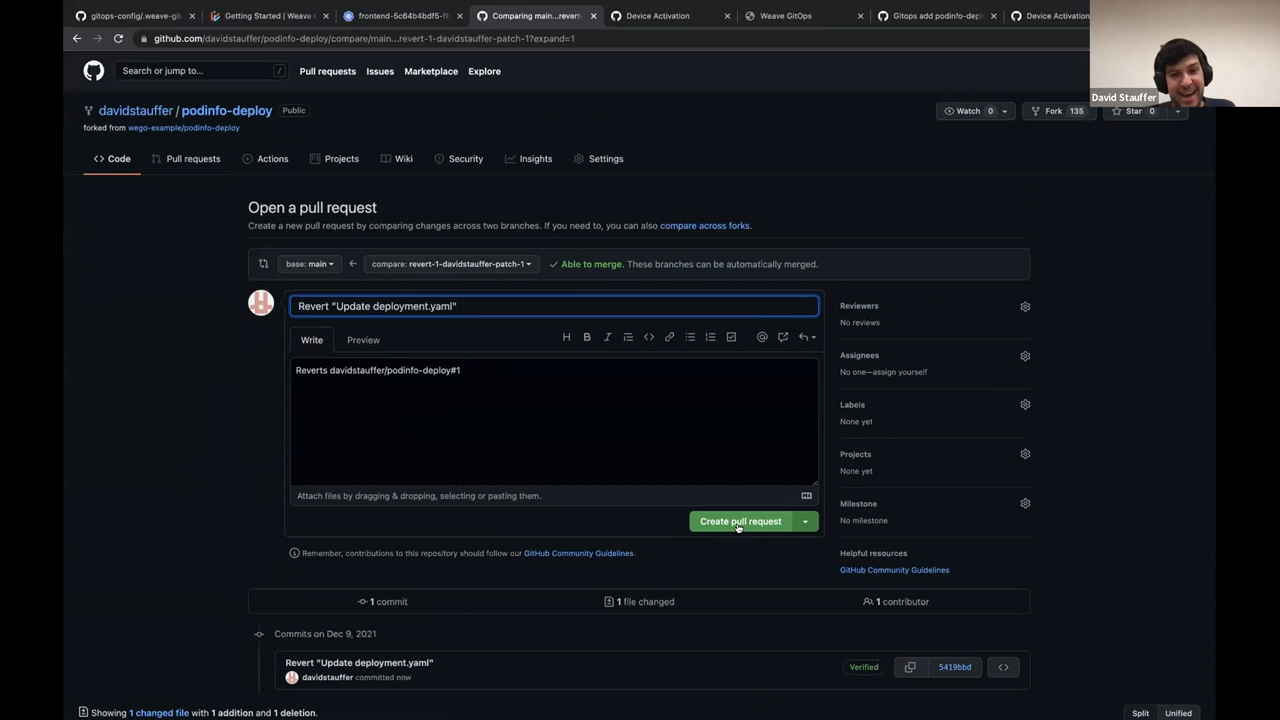 gitops-config/.weave-git
Getting Started | Weave
frontend-5c64b4bdf5-f
Comparing main...revert-
Device Activation
Weave GitOps
Gitops add podinfo-dep
Device Activation
github.com/davidstauffer/podinfo-deploy/compare/main...revert-1-davidstauffer-patch-1?expand=1
David Stauffer
Search or jump to...
/
Pull requests
Issues
Marketplace
Explore
davidstauffer / podinfo-deploy
Public
Watch 0
Fork 135
Star 0
forked from wego-example/podinfo-deploy
<> Code
Pull requests
Actions
Projects
Wiki
Security
Insights
Settings
Open a pull request
Create a new pull request by comparing changes across two branches. If you need to, you can also compare across forks.
base: main
compare: revert-1-davidstauffer-patch-1
Able to merge. These branches can be automatically merged.
Revert "Update deployment.yaml"
Write
Preview
Reverts davidstauffer/podinfo-deploy#1
Attach files by dragging & dropping, selecting or pasting them.
Create pull request
Remember, contributions to this repository should follow our GitHub Community Guidelines.
Reviewers
No reviews
Assignees
No one—assign yourself
Labels
None yet
Projects
None yet
Milestone
No milestone
Helpful resources
GitHub Community Guidelines
1 commit
1 file changed
1 contributor
Commits on Dec 9, 2021
Revert "Update deployment.yaml"
davidstauffer committed now
Verified
5419bbd
Showing 1 changed file with 1 addition and 1 deletion.
Split
Unified